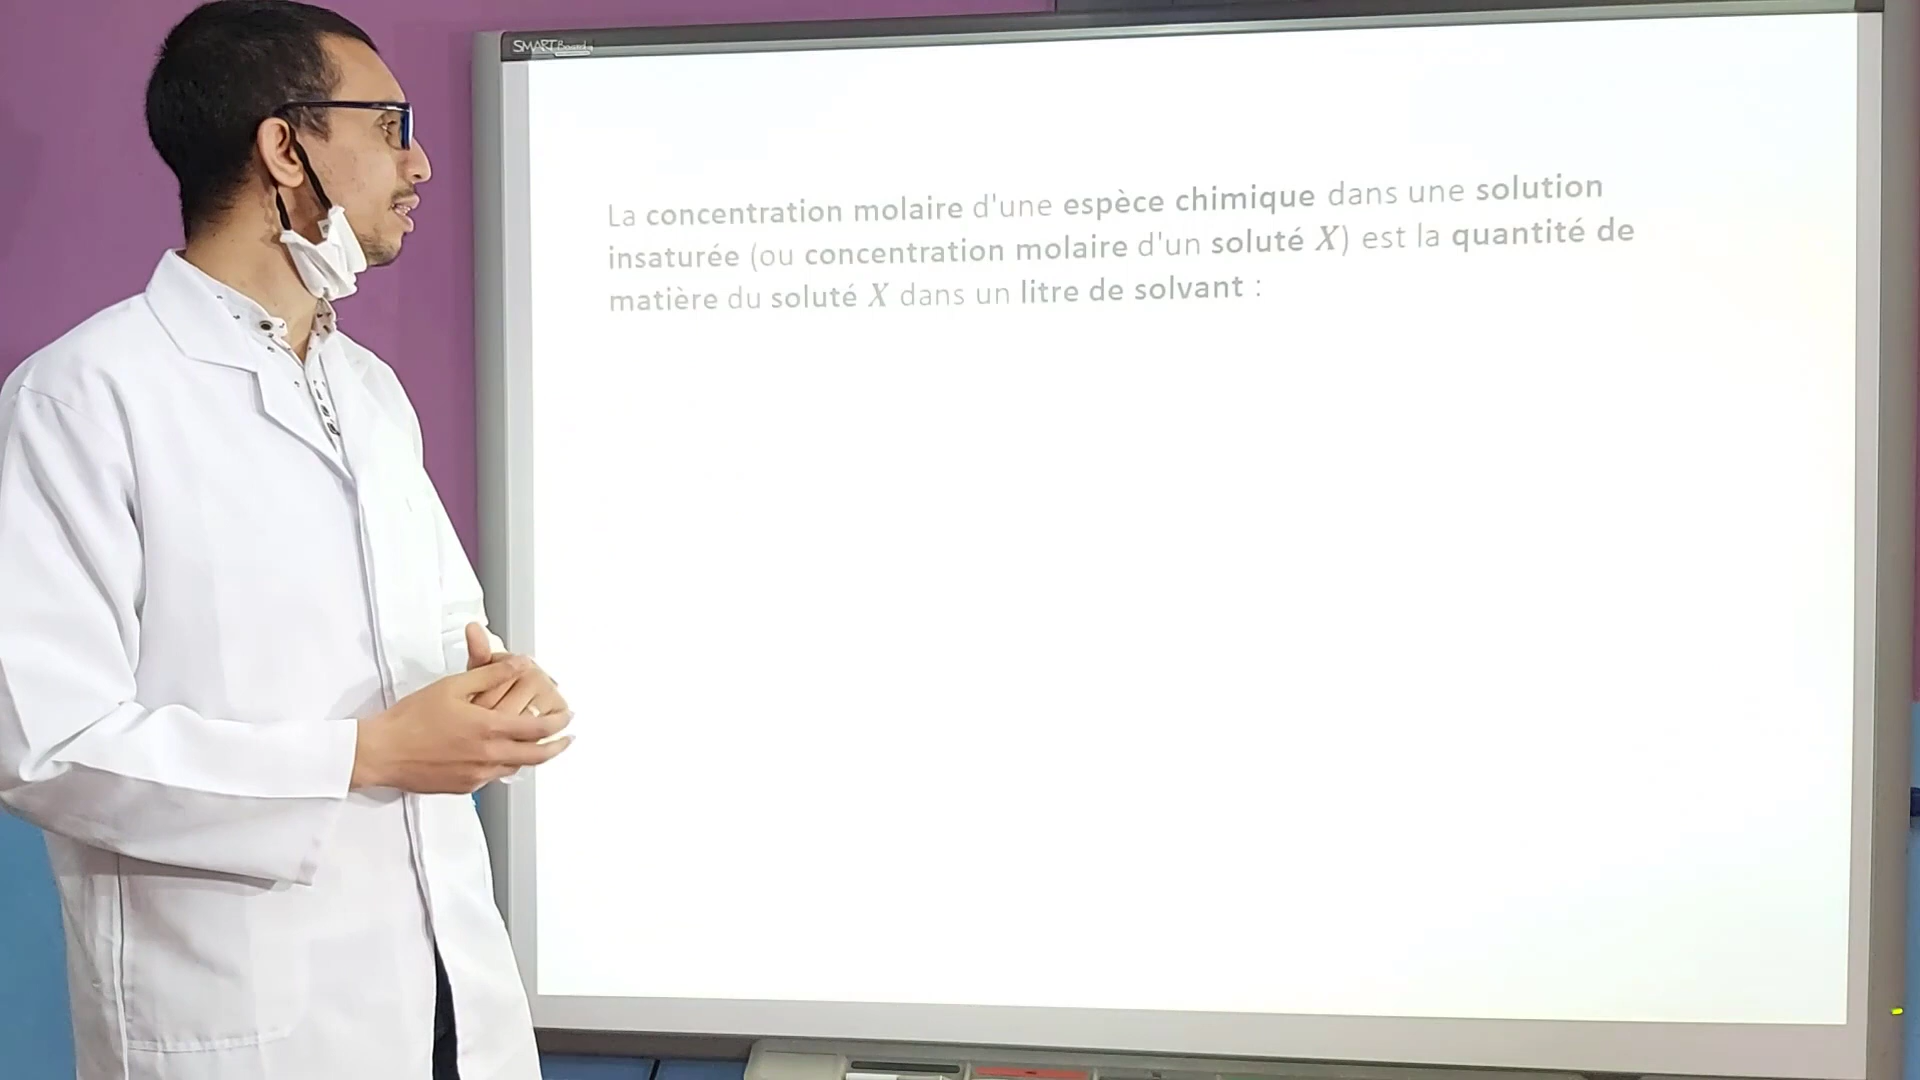 SMART Board
La concentration molaire d'une espèce chimique dans une solution
insaturée (ou concentration molaire d'un soluté X) est la quantité de
matière du soluté X dans un litre de solvant :